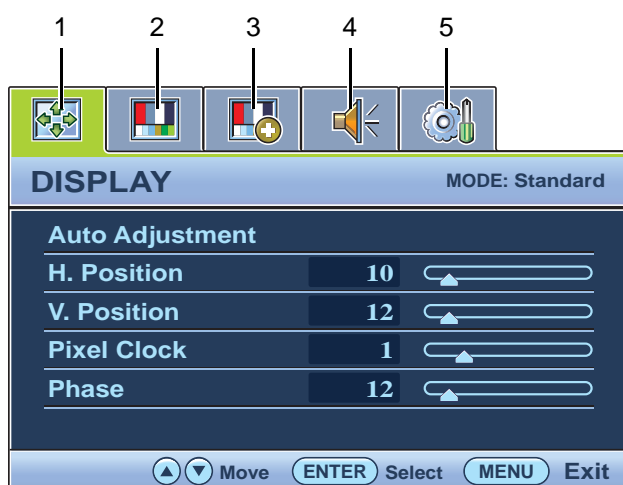 1 2 3 4 5
DISPLAY MODE: Standard
Auto Adjustment
H. Position 10
V. Position 12
Pixel Clock 1
Phase 12
Move ENTER Select MENU Exit